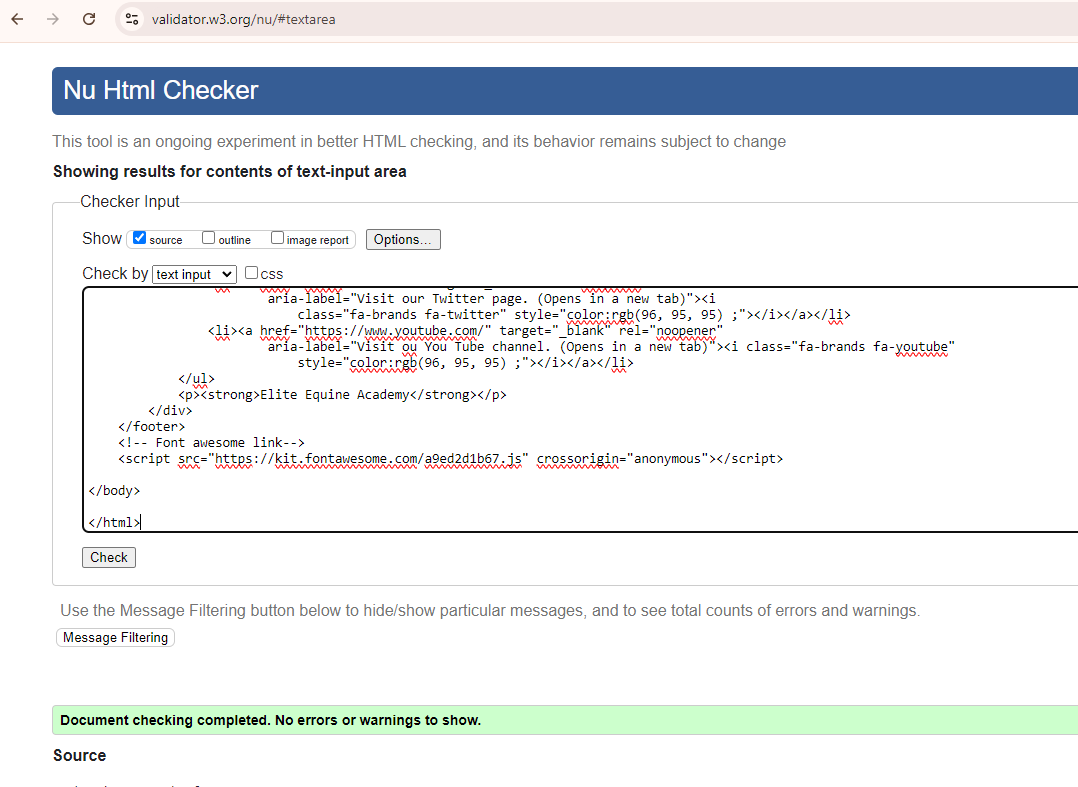 validator.w3.org/nu/#textarea
Nu Html Checker
This tool is an ongoing experiment in better HTML checking, and its behavior remains subject to change
Showing results for contents of text-input area
Checker Input
Show source outline image report Options...
Check by text input css
aria-label="Visit our Twitter page. (Opens in a new tab)"><i
class="fa-brands fa-twitter" style="color:rgb(96, 95, 95) ;"></i></a></li>
<li><a href="https://www.youtube.com/" target="_blank" rel="noopener"
aria-label="Visit ou You Tube channel. (Opens in a new tab)"><i class="fa-brands fa-youtube"
style="color:rgb(96, 95, 95) ;"></i></a></li>
</ul>
<p><strong>Elite Equine Academy</strong></p>
</div>
</footer>
<!-- Font awesome link-->
<script src="https://kit.fontawesome.com/a9ed2d1b67.js" crossorigin="anonymous"></script>
</body>
</html>
Check
Use the Message Filtering button below to hide/show particular messages, and to see total counts of errors and warnings.
Message Filtering
Document checking completed. No errors or warnings to show.
Source